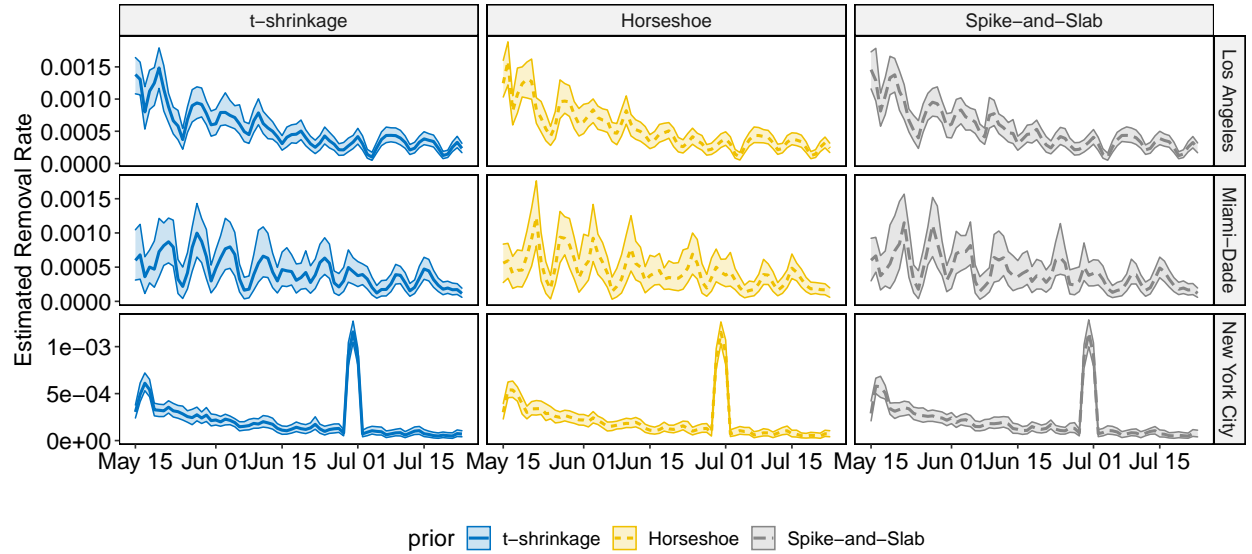 t−shrinkage Horseshoe Spike−and−Slab
Estimated Removal Rate
0.0015
0.0010
0.0005
0.0000
Los Angeles
0.0015
0.0010
0.0005
0.0000
Miami−Dade
1e−03
5e−04
0e+00
New York City
May 15 Jun 01 Jun 15 Jul 01 Jul 15 May 15 Jun 01 Jun 15 Jul 01 Jul 15 May 15 Jun 01 Jun 15 Jul 01 Jul 15
prior t−shrinkage Horseshoe Spike−and−Slab